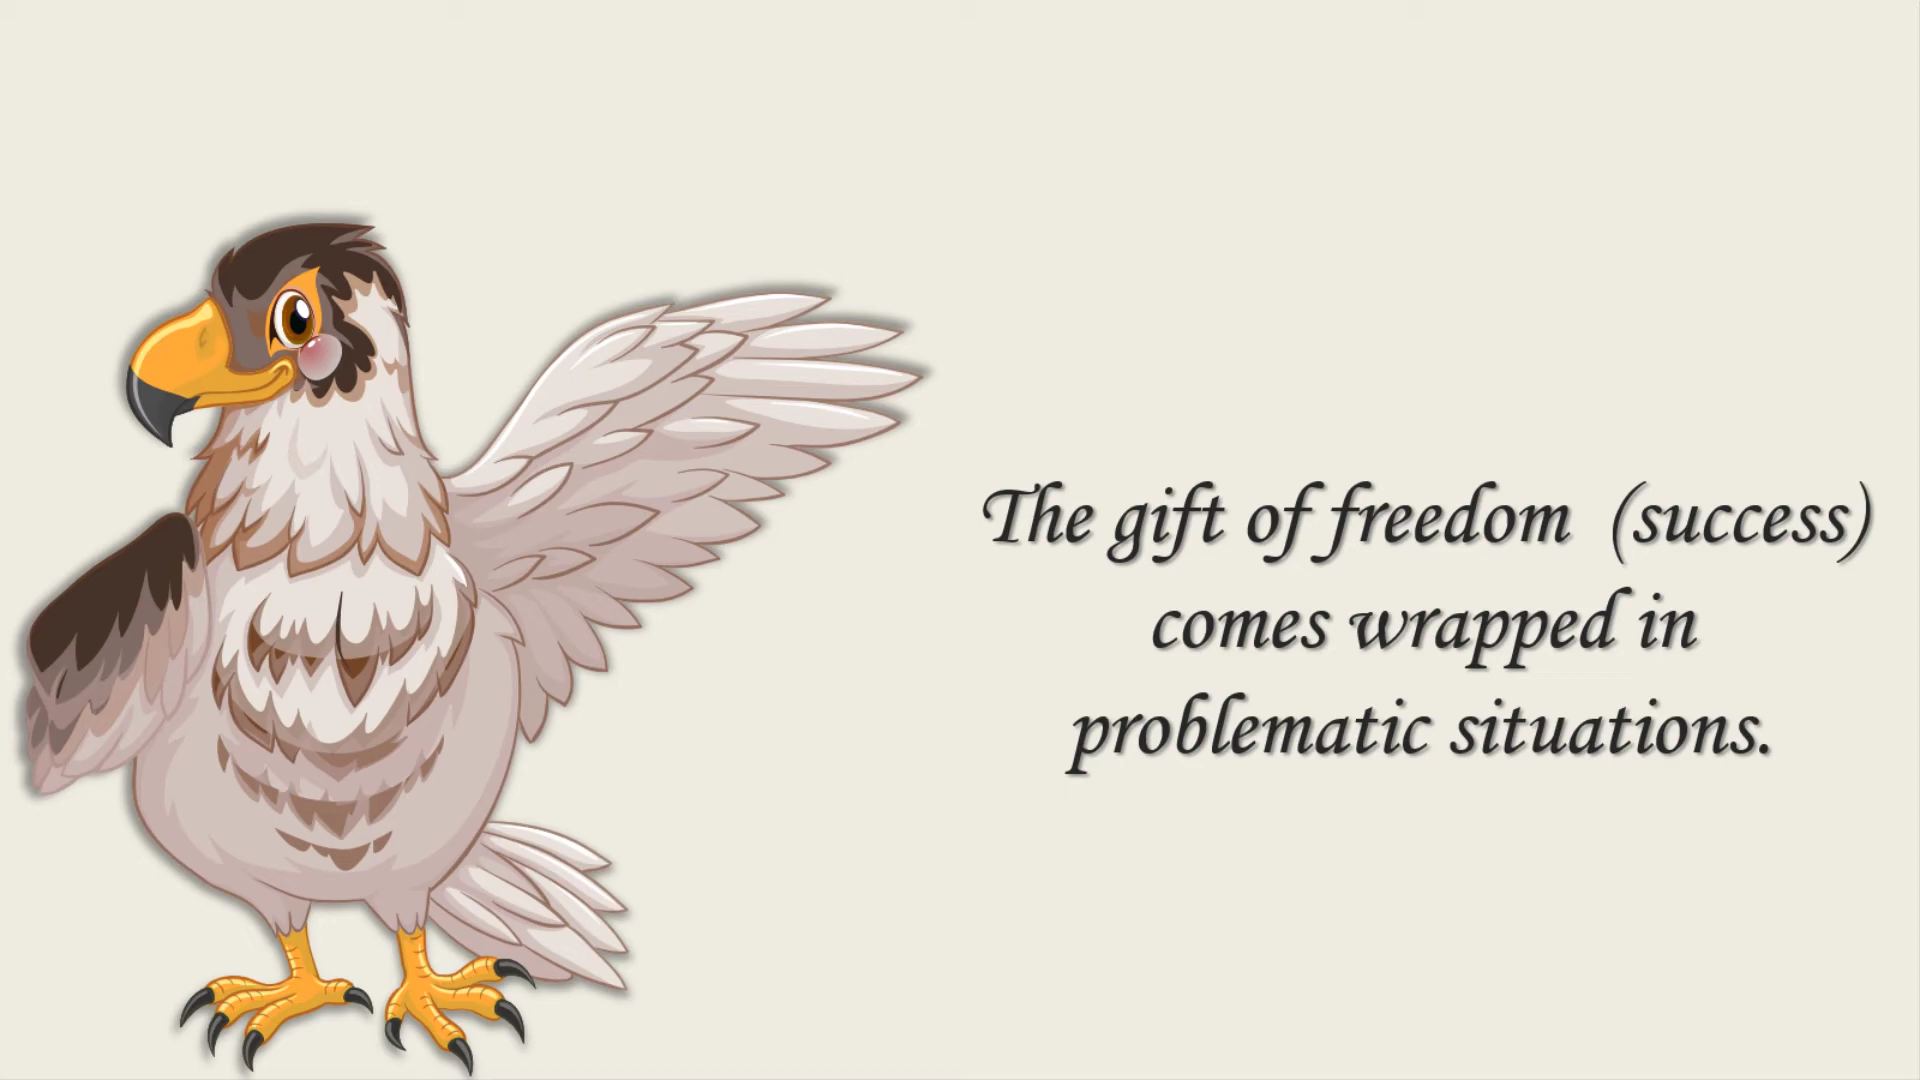 The gift of freedom (success)
comes wrapped in
problematic situations.